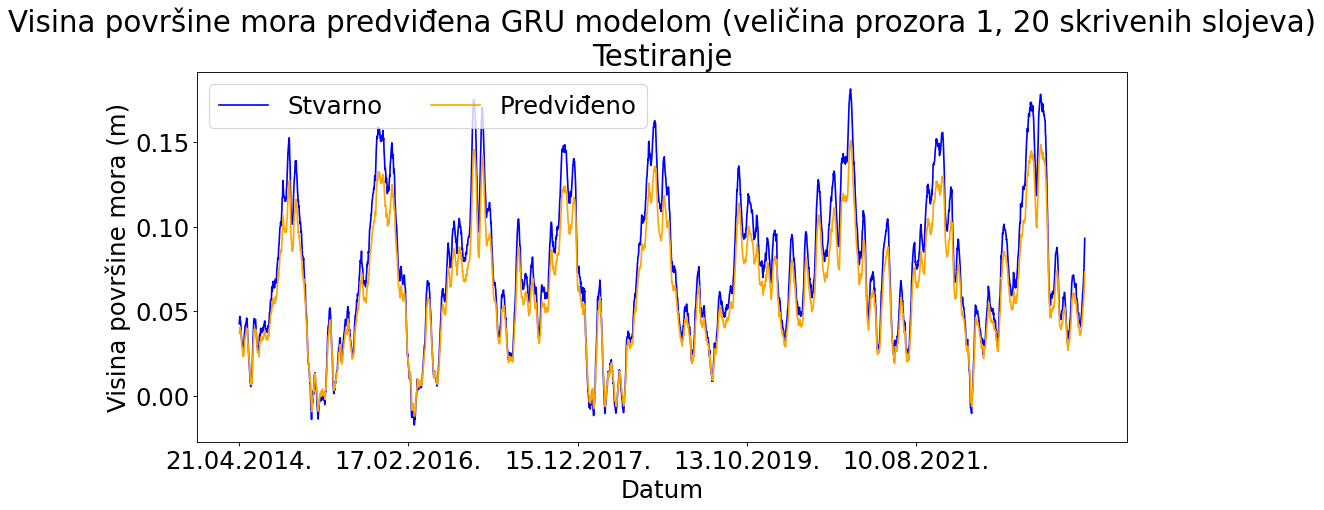 Visina površine mora predviđena GRU modelom (veličina prozora 1, 20 skrivenih slojeva)
Testiranje
Stvarno
Predviđeno
Visina površine mora (m)
0.15
0.10
0.05
0.00
21.04.2014.
17.02.2016.
15.12.2017.
13.10.2019.
10.08.2021.
Datum